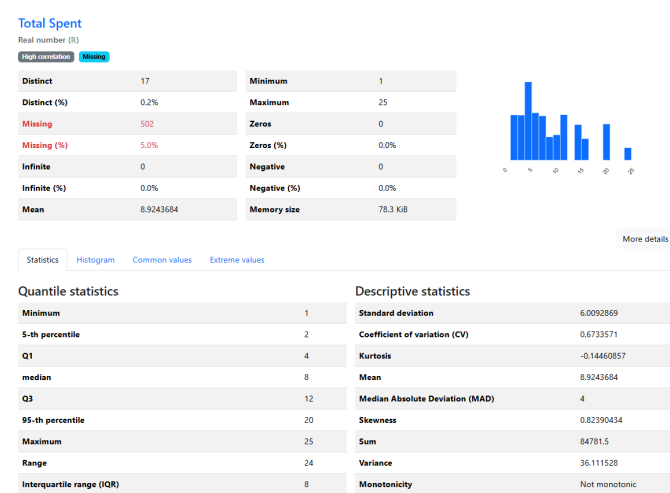 Total Spent
Real number (ℝ)
High correlation Missing
Distinct 17 Minimum 1
Distinct (%) 0.2% Maximum 25
Missing 502 Zeros 0
Missing (%) 5.0% Zeros (%) 0.0%
Infinite 0 Negative 0
Infinite (%) 0.0% Negative (%) 0.0%
Mean 8.9243684 Memory size 78.3 KiB
0 5 10 15 20 25
More details
Statistics Histogram Common values Extreme values
Quantile statistics Descriptive statistics
Minimum 1 Standard deviation 6.0092869
5-th percentile 2 Coefficient of variation (CV) 0.6733571
Q1 4 Kurtosis -0.14460857
median 8 Mean 8.9243684
Q3 12 Median Absolute Deviation (MAD) 4
95-th percentile 20 Skewness 0.82390434
Maximum 25 Sum 84781.5
Range 24 Variance 36.111528
Interquartile range (IQR) 8 Monotonicity Not monotonic